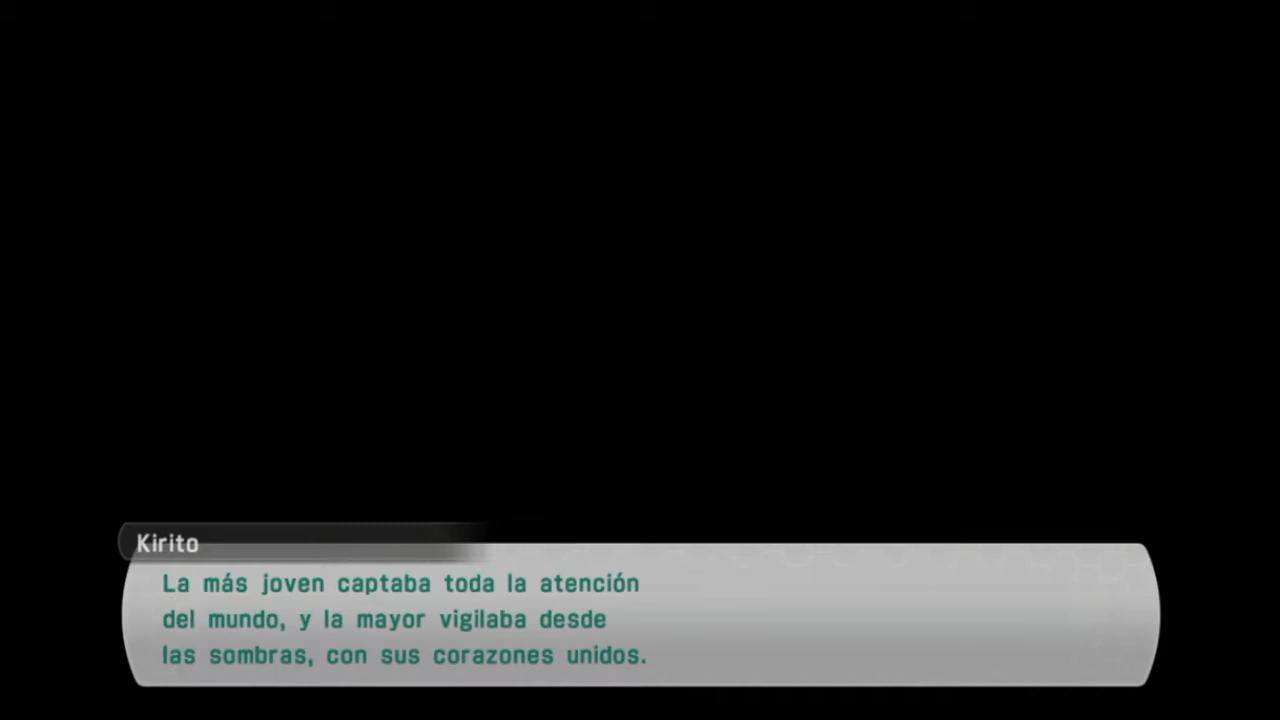 Kirito
La más joven captaba toda la atención
del mundo, y la mayor vigilaba desde
las sombras, con sus corazones unidos.